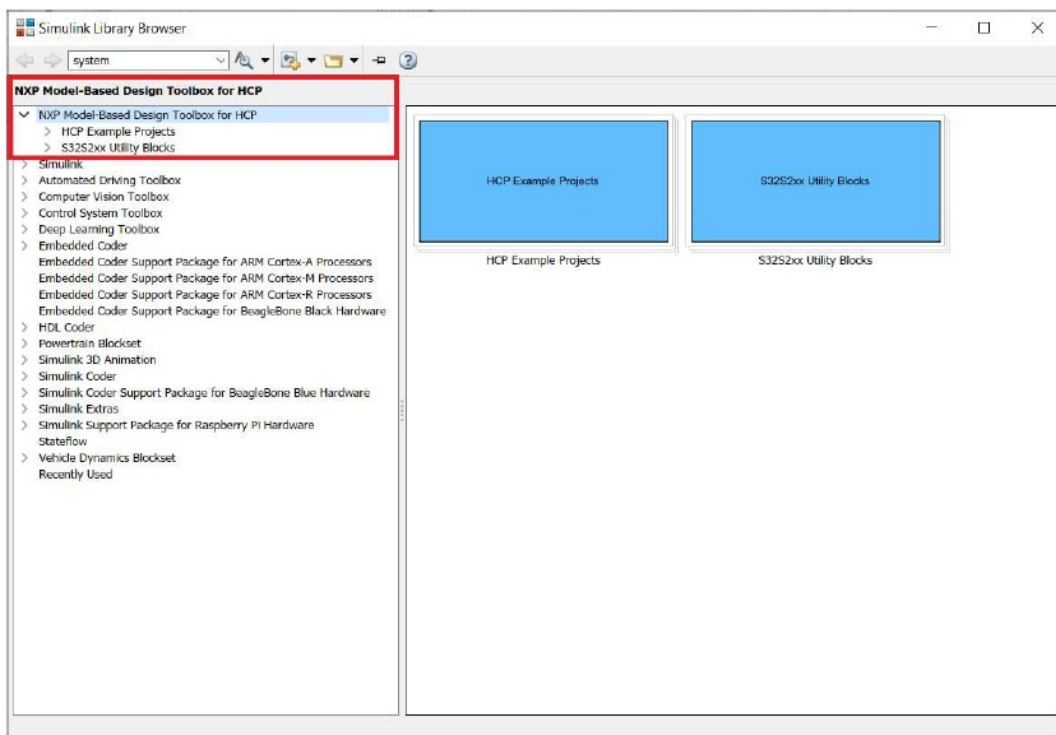 Simulink Library Browser
system
NXP Model-Based Design Toolbox for HCP
NXP Model-Based Design Toolbox for HCP
HCP Example Projects
S32S2xx Utility Blocks
Simulink
Automated Driving Toolbox
Computer Vision Toolbox
Control System Toolbox
Deep Learning Toolbox
Embedded Coder
Embedded Coder Support Package for ARM Cortex-A Processors
Embedded Coder Support Package for ARM Cortex-M Processors
Embedded Coder Support Package for ARM Cortex-R Processors
Embedded Coder Support Package for BeagleBone Black Hardware
HDL Coder
Powertrain Blockset
Simulink 3D Animation
Simulink Coder
Simulink Coder Support Package for BeagleBone Blue Hardware
Simulink Extras
Simulink Support Package for Raspberry Pi Hardware
Stateflow
Vehicle Dynamics Blockset
Recently Used
HCP Example Projects
S32S2xx Utility Blocks
HCP Example Projects
S32S2xx Utility Blocks